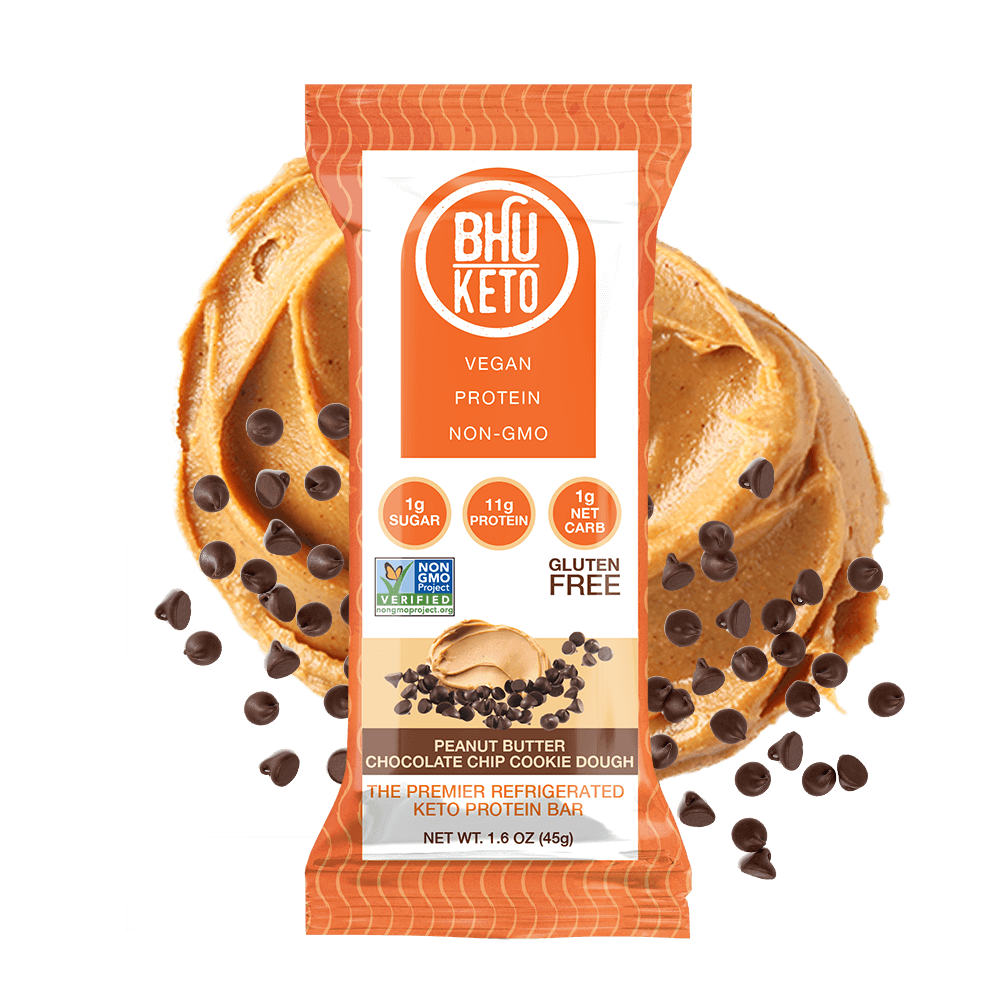 BHU
KETO
VEGAN
PROTEIN
NON-GMO
1g
SUGAR
11g
PROTEIN
1g
NET
CARB
NON
GMO
Project
VERIFIED
nongmoproject.org
GLUTEN
FREE
PEANUT BUTTER
CHOCOLATE CHIP COOKIE DOUGH
THE PREMIER REFRIGERATED
KETO PROTEIN BAR
NET WT. 1.6 OZ (45g)